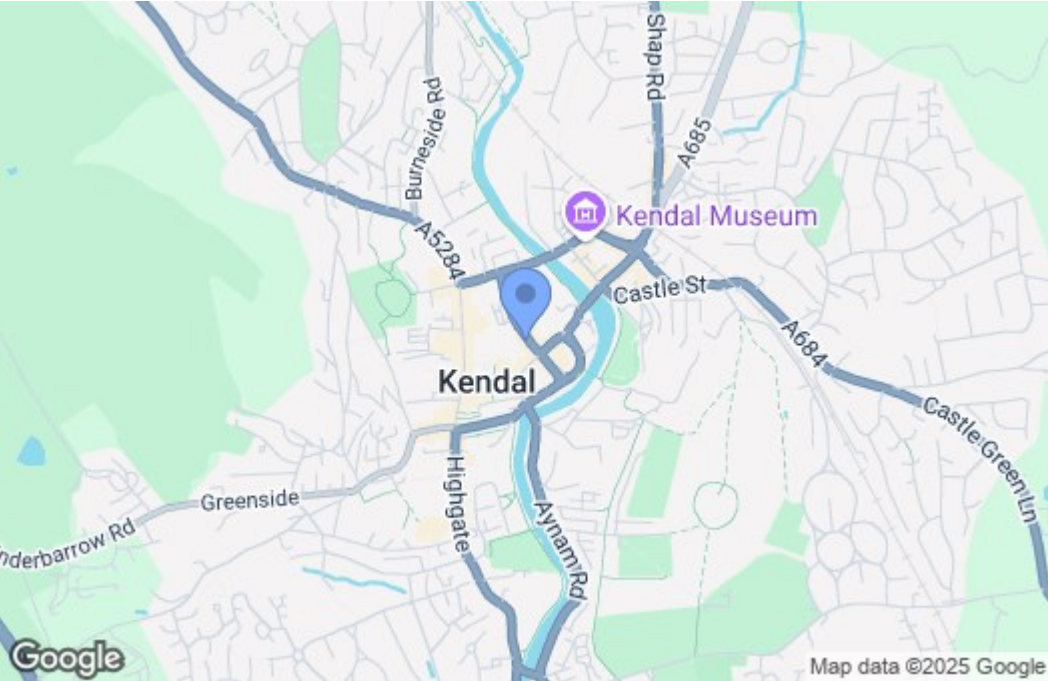 Shap Rd
Burneside Rd
A685
Kendal Museum
A5284
Castle St
A684
Kendal
Castle Green Ln
Highgate
Greenside
Aynam Rd
nderbarrow Rd
Google
Map data ©2025 Google